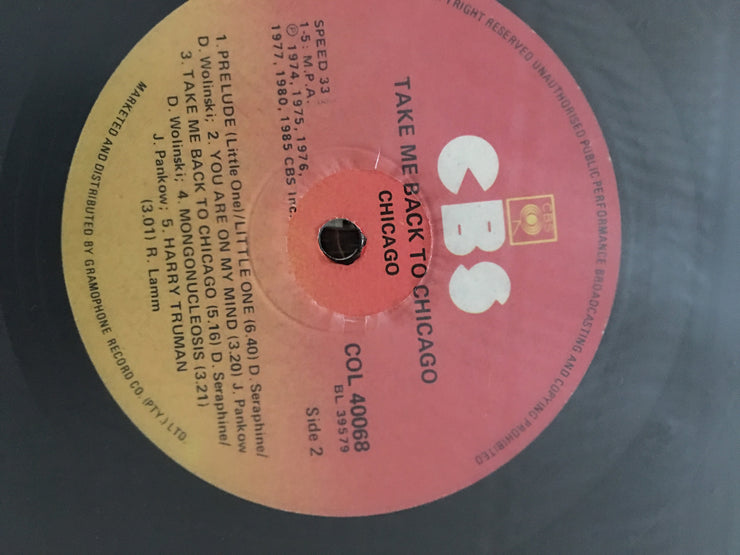 CBS
CBS
TAKE ME BACK TO CHICAGO
CHICAGO
SPEED 33⅓
1-5: M.P.A.
Ⓟ 1974, 1975, 1976,
1977, 1980, 1985 CBS Inc.
COL 40068
BL 39579
Side 2
1. PRELUDE (Little One)/LITTLE ONE (6.40) D. Seraphine/
D. Wolinski; 2. YOU ARE ON MY MIND (3.20) J. Pankow
3. TAKE ME BACK TO CHICAGO (5.16) D. Seraphine/
D. Wolinski; 4. MONGONUCLEOSIS (3.21)
J. Pankow; 5. HARRY TRUMAN
(3.01) R. Lamm
RIGHT RESERVED UNAUTHORISED PUBLIC PERFORMANCE BROADCASTING AND COPYING PROHIBITED
MARKETED AND DISTRIBUTED BY GRAMOPHONE RECORD CO. (PTY.) LTD.